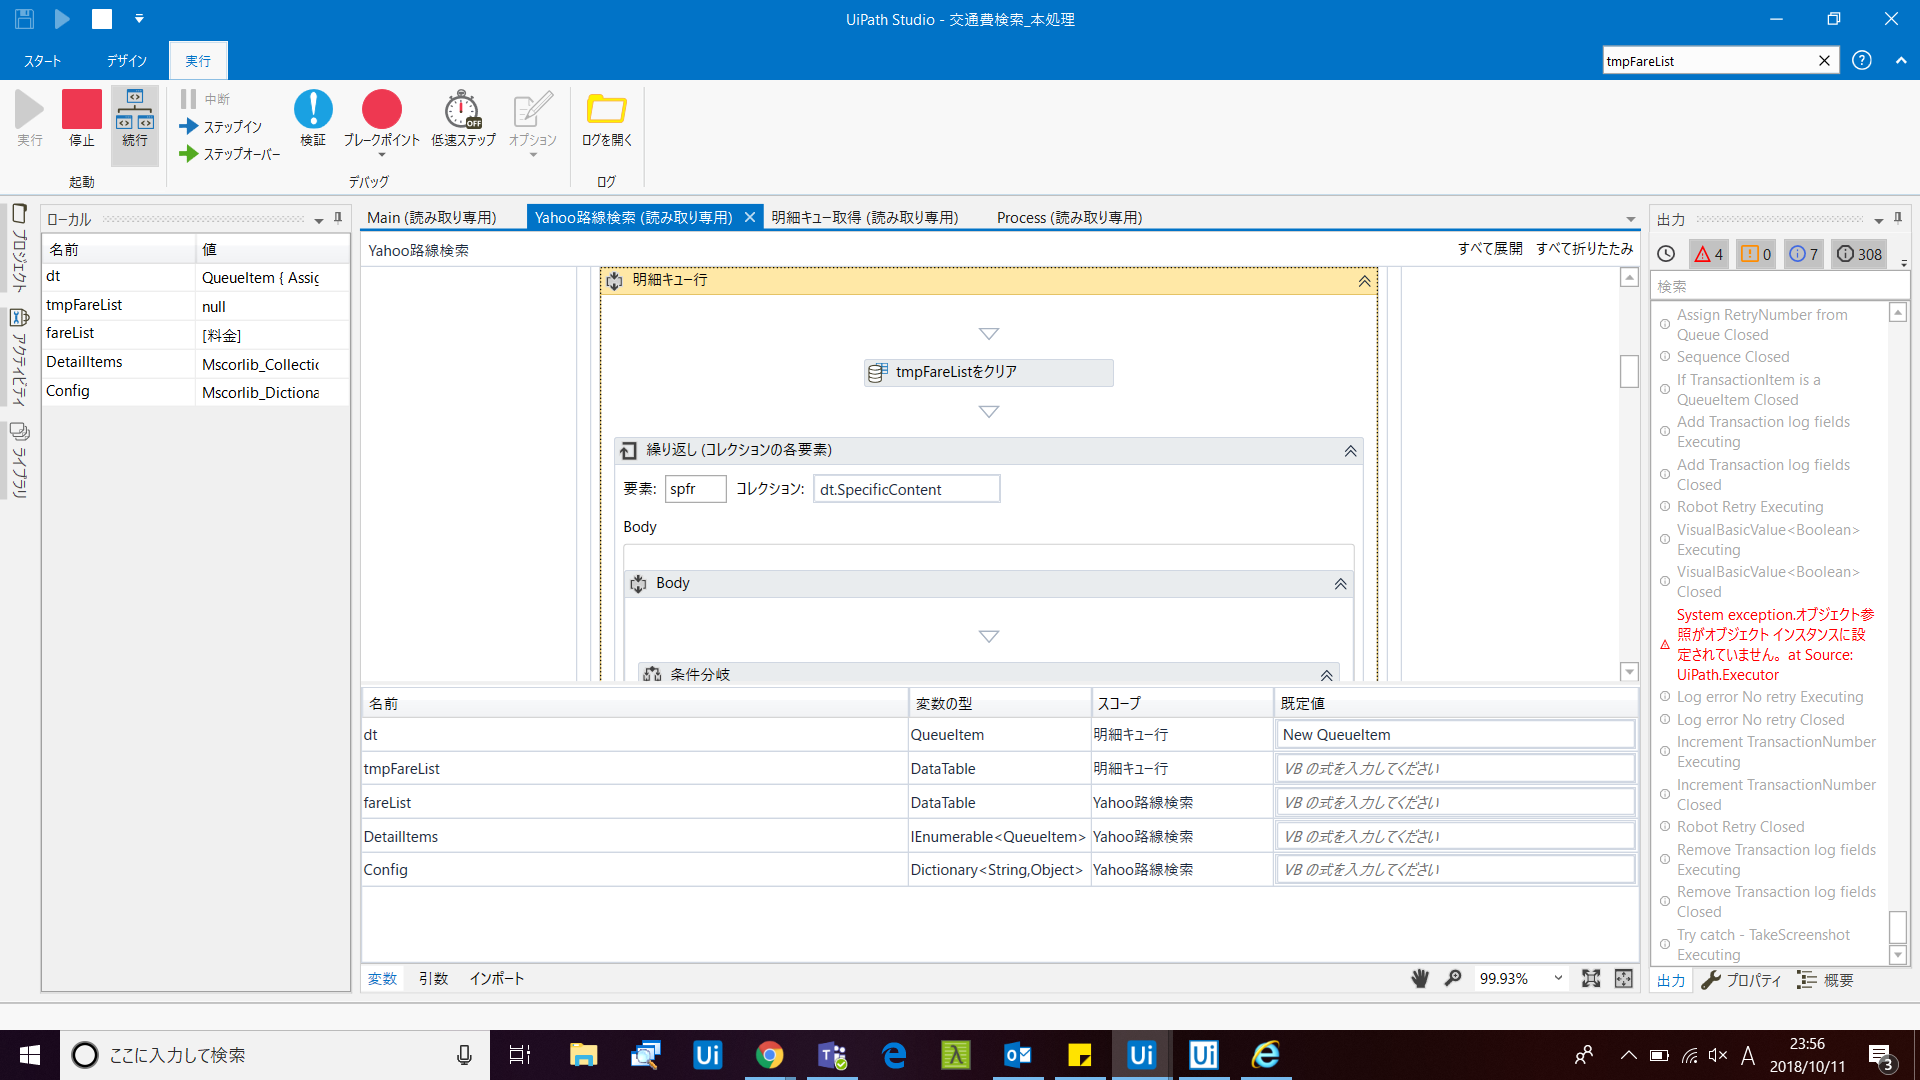 UiPath Studio - 交通費検索_本処理
スタート
デザイン
実行
tmpFareList
実行
停止
続行
中断
ステップイン
ステップオーバー
検証
ブレークポイント
低速ステップ
OFF
オプション
ログを開く
起動
デバッグ
ログ
プロジェクト
アクティビティ
ライブラリ
ローカル
名前 値
dt QueueItem { Assig
tmpFareList null
fareList [料金]
DetailItems Mscorlib_Collectic
Config Mscorlib_Dictiona
Main (読み取り専用)
Yahoo路線検索 (読み取り専用)
明細キュー取得 (読み取り専用)
Process (読み取り専用)
Yahoo路線検索
すべて展開 すべて折りたたみ
明細キュー行
tmpFareListをクリア
繰り返し (コレクションの各要素)
要素: spfr コレクション: dt.SpecificContent
Body
Body
条件分岐
名前 変数の型 スコープ 既定値
dt QueueItem 明細キュー行 New QueueItem
tmpFareList DataTable 明細キュー行 VB の式を入力してください
fareList DataTable Yahoo路線検索 VB の式を入力してください
DetailItems IEnumerable<QueueItem> Yahoo路線検索 VB の式を入力してください
Config Dictionary<String,Object> Yahoo路線検索 VB の式を入力してください
変数 引数 インポート
99.93%
出力
4 0 7 308
検索
Assign RetryNumber from
Queue Closed
Sequence Closed
If TransactionItem is a
QueueItem Closed
Add Transaction log fields
Executing
Add Transaction log fields
Closed
Robot Retry Executing
VisualBasicValue<Boolean>
Executing
VisualBasicValue<Boolean>
Closed
System exception.オブジェクト参
照がオブジェクト インスタンスに設
定されていません。 at Source:
UiPath.Executor
Log error No retry Executing
Log error No retry Closed
Increment TransactionNumber
Executing
Increment TransactionNumber
Closed
Robot Retry Closed
Remove Transaction log fields
Executing
Remove Transaction log fields
Closed
Try catch - TakeScreenshot
Executing
出力 プロパティ 概要
ここに入力して検索
Ui
Ui
Ui
A
23:56
2018/10/11
3